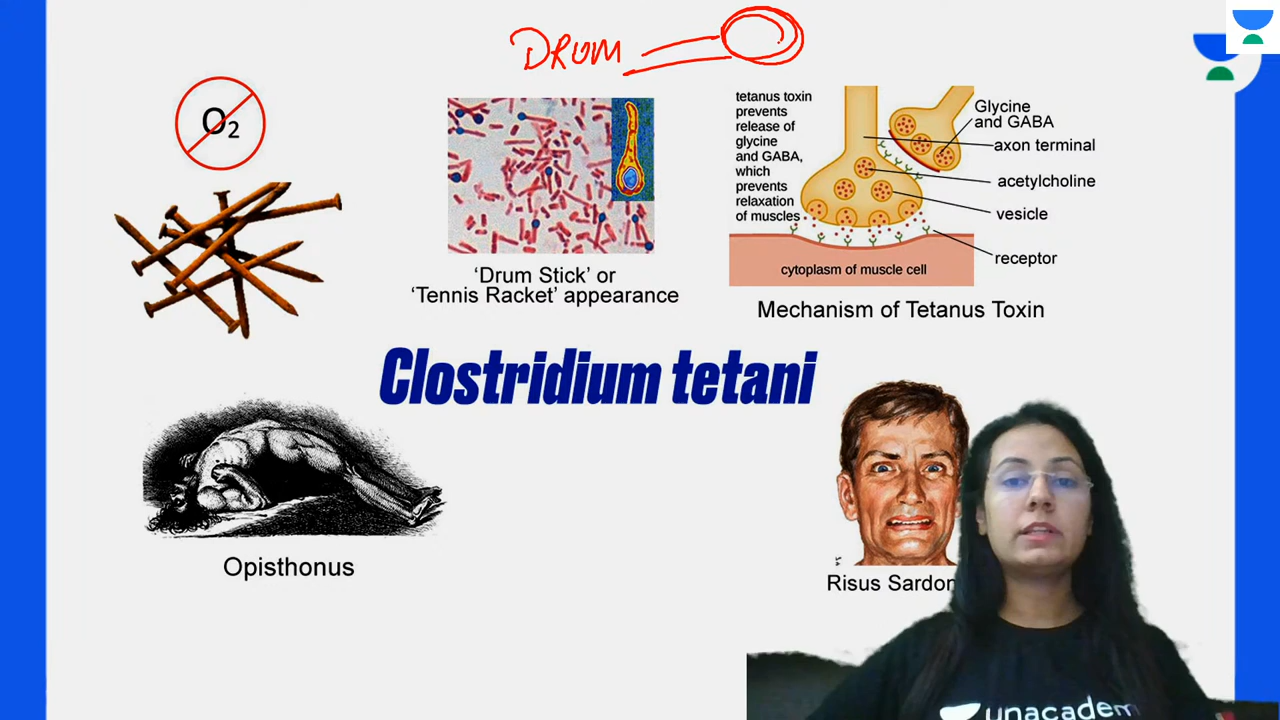 DRUM
O₂
tetanus toxin
prevents
release of
glycine
and GABA,
which
prevents
relaxation
of muscles
Glycine
and GABA
axon terminal
acetylcholine
vesicle
receptor
cytoplasm of muscle cell
'Drum Stick' or
'Tennis Racket' appearance
Mechanism of Tetanus Toxin
Clostridium tetani
Opisthonus
Risus Sardon
unacadem